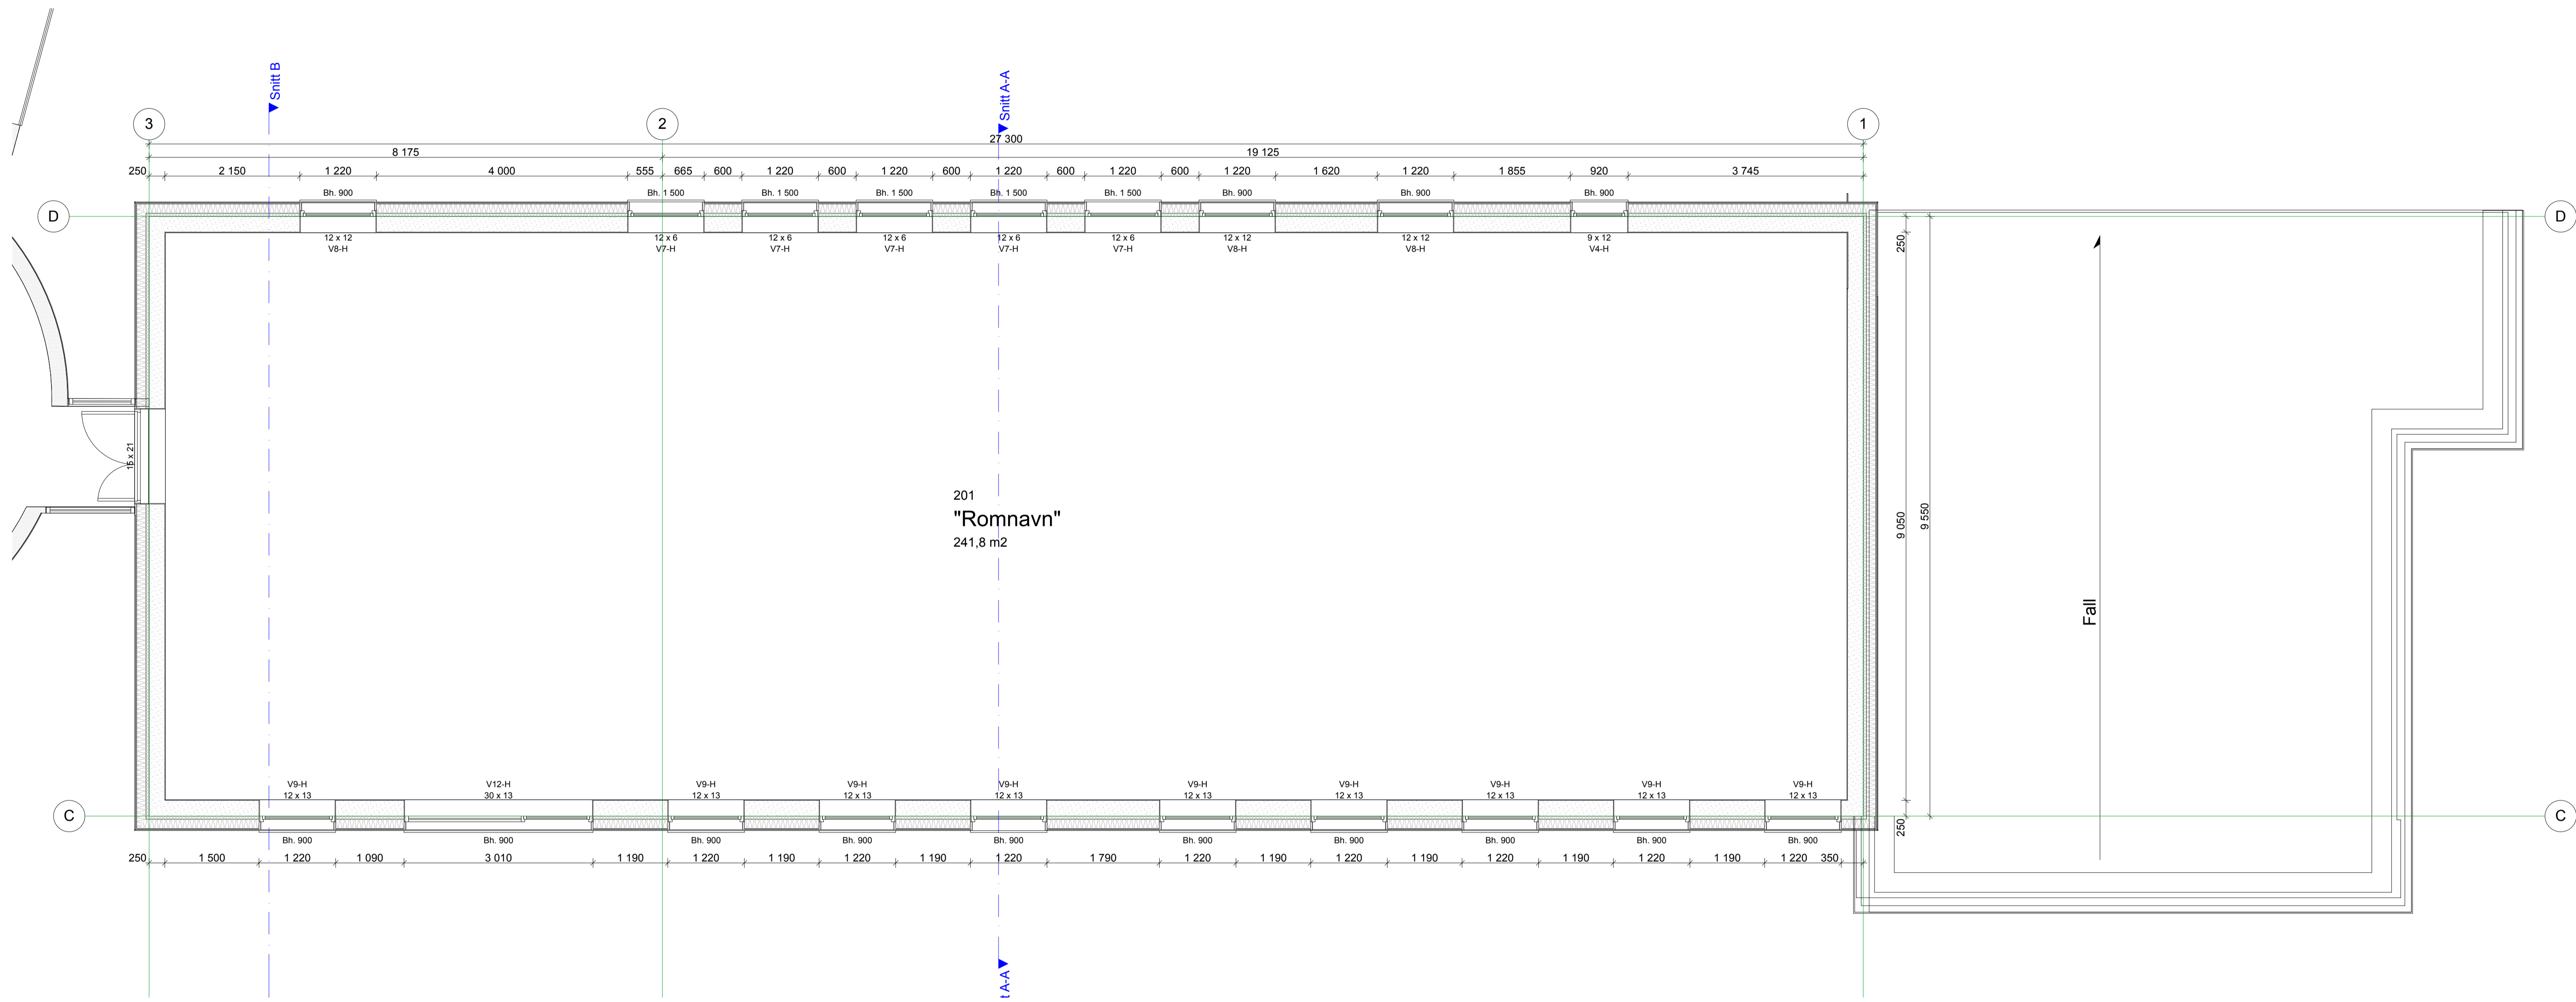 Snitt B
Snitt A-A
3
2
1
27 300
8 175
19 125
250
2 150
1 220
4 000
555
665
600
1 220
600
1 220
600
1 220
600
1 220
600
1 220
1 620
1 220
1 855
920
3 745
Bh. 900
Bh. 1 500
Bh. 1 500
Bh. 1 500
Bh. 1 500
Bh. 1 500
Bh. 900
Bh. 900
Bh. 900
D
D
12 x 12
V8-H
12 x 6
V7-H
12 x 6
V7-H
12 x 6
V7-H
12 x 6
V7-H
12 x 6
V7-H
12 x 12
V8-H
12 x 12
V8-H
9 x 12
V4-H
250
9 050
9 550
250
15 x 21
201
"Romnavn"
241,8 m2
Fall
V9-H
12 x 13
V12-H
30 x 13
V9-H
12 x 13
V9-H
12 x 13
V9-H
12 x 13
V9-H
12 x 13
V9-H
12 x 13
V9-H
12 x 13
V9-H
12 x 13
V9-H
12 x 13
C
C
Bh. 900
Bh. 900
Bh. 900
Bh. 900
Bh. 900
Bh. 900
Bh. 900
Bh. 900
Bh. 900
Bh. 900
250
1 500
1 220
1 090
3 010
1 190
1 220
1 190
1 220
1 190
1 220
1 790
1 220
1 190
1 220
1 190
1 220
1 190
1 220
1 190
1 220
350
t A-A